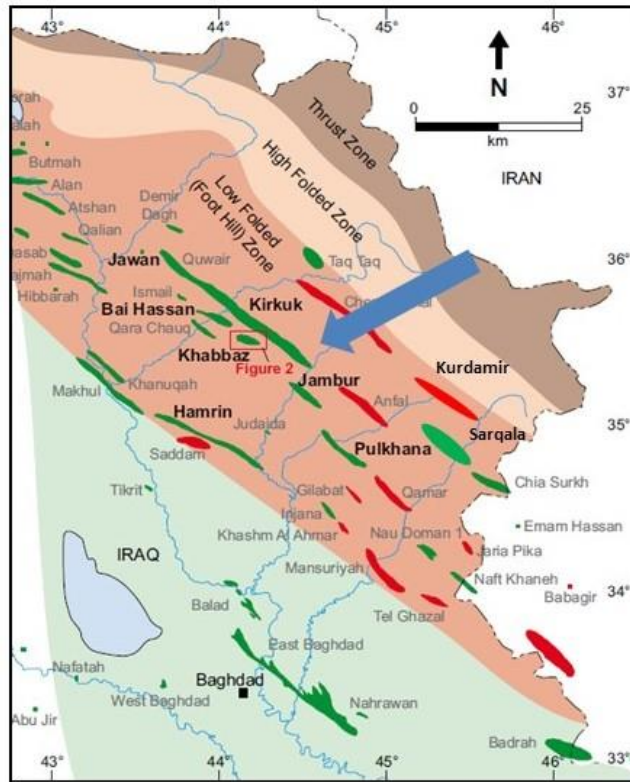 43°
44°
45°
46°
N
37°
0 25
km
Thrust Zone
High Folded Zone
Low Folded
(Foot Hill) Zone
IRAN
36°
Butmah
Alan
Atshan
Qalian
Demir
Dagh
Jawan
Quwair
Taq Taq
Hibbarah
Ismail
Bai Hassan
Qara Chauq
Kirkuk
Khabbaz
Figure 2
Kurdamir
Makhul
Khanuqah
Jambur
Anfal
35°
Hamrin
Judaida
Sarqala
Pulkhana
Saddam
Chia Surkh
Tikrit
Gilabat
Qamar
Injana
Emam Hassan
Khashm Al Ahmar
Nau Doman 1
Jaria Pika
IRAQ
Mansuriyah
Naft Khaneh
34°
Babagir
Balad
Tel Ghazal
East Baghdad
Nafatah
Baghdad
West Baghdad
Nahrawan
33°
Abu Jir
Badrah
43°
44°
45°
46°